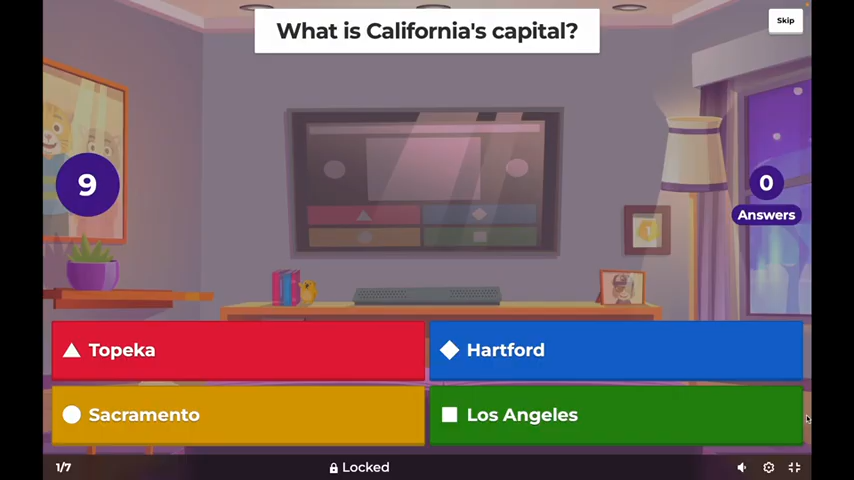 What is California's capital?
Skip
9
0
Answers
Topeka
Hartford
Sacramento
Los Angeles
1/7
Locked